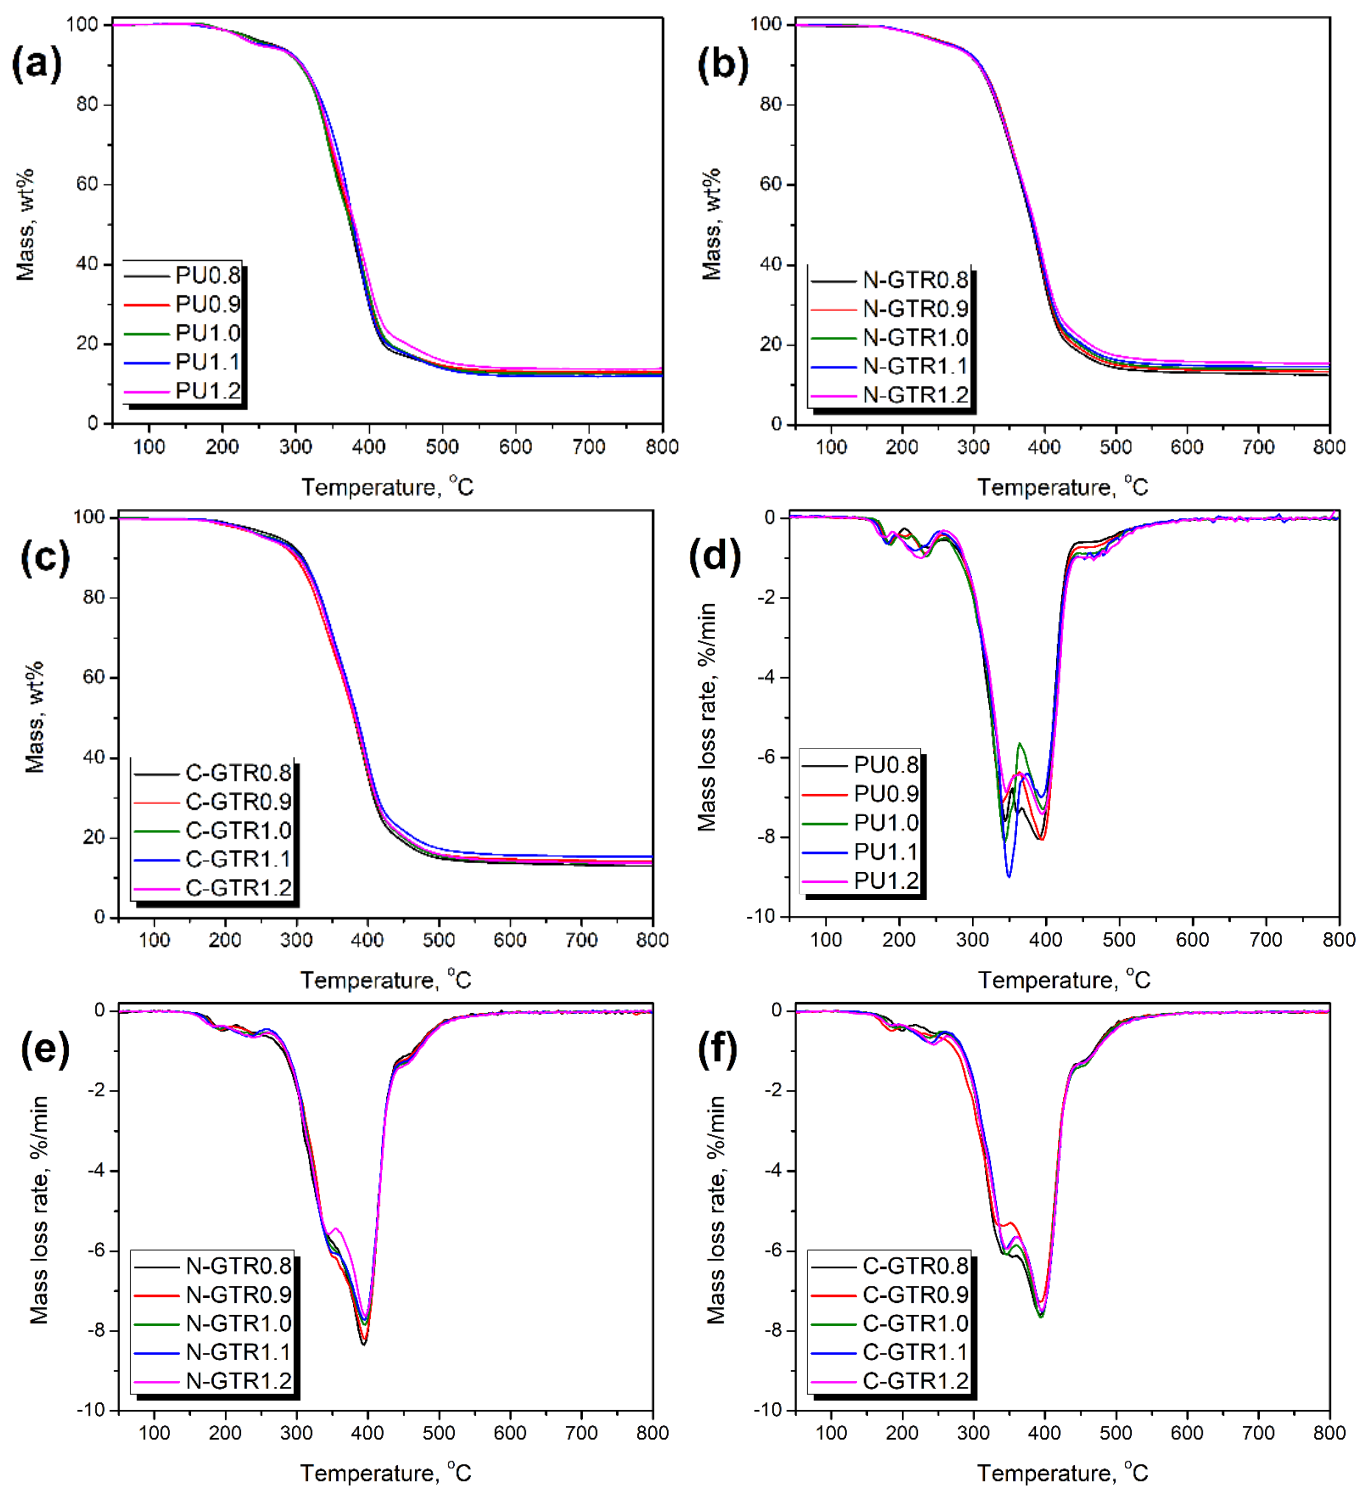 (a)
100
80
60
40
20
0
Mass, wt%
PU0.8
PU0.9
PU1.0
PU1.1
PU1.2
100 200 300 400 500 600 700 800
Temperature, °C
(b)
100
80
60
40
20
0
Mass, wt%
N-GTR0.8
N-GTR0.9
N-GTR1.0
N-GTR1.1
N-GTR1.2
100 200 300 400 500 600 700 800
Temperature, °C
(c)
100
80
60
40
20
0
Mass, wt%
C-GTR0.8
C-GTR0.9
C-GTR1.0
C-GTR1.1
C-GTR1.2
100 200 300 400 500 600 700 800
Temperature, °C
(d)
0
-2
-4
-6
-8
-10
Mass loss rate, %/min
PU0.8
PU0.9
PU1.0
PU1.1
PU1.2
100 200 300 400 500 600 700 800
Temperature, °C
(e)
0
-2
-4
-6
-8
-10
Mass loss rate, %/min
N-GTR0.8
N-GTR0.9
N-GTR1.0
N-GTR1.1
N-GTR1.2
100 200 300 400 500 600 700 800
Temperature, °C
(f)
0
-2
-4
-6
-8
-10
Mass loss rate, %/min
C-GTR0.8
C-GTR0.9
C-GTR1.0
C-GTR1.1
C-GTR1.2
100 200 300 400 500 600 700 800
Temperature, °C